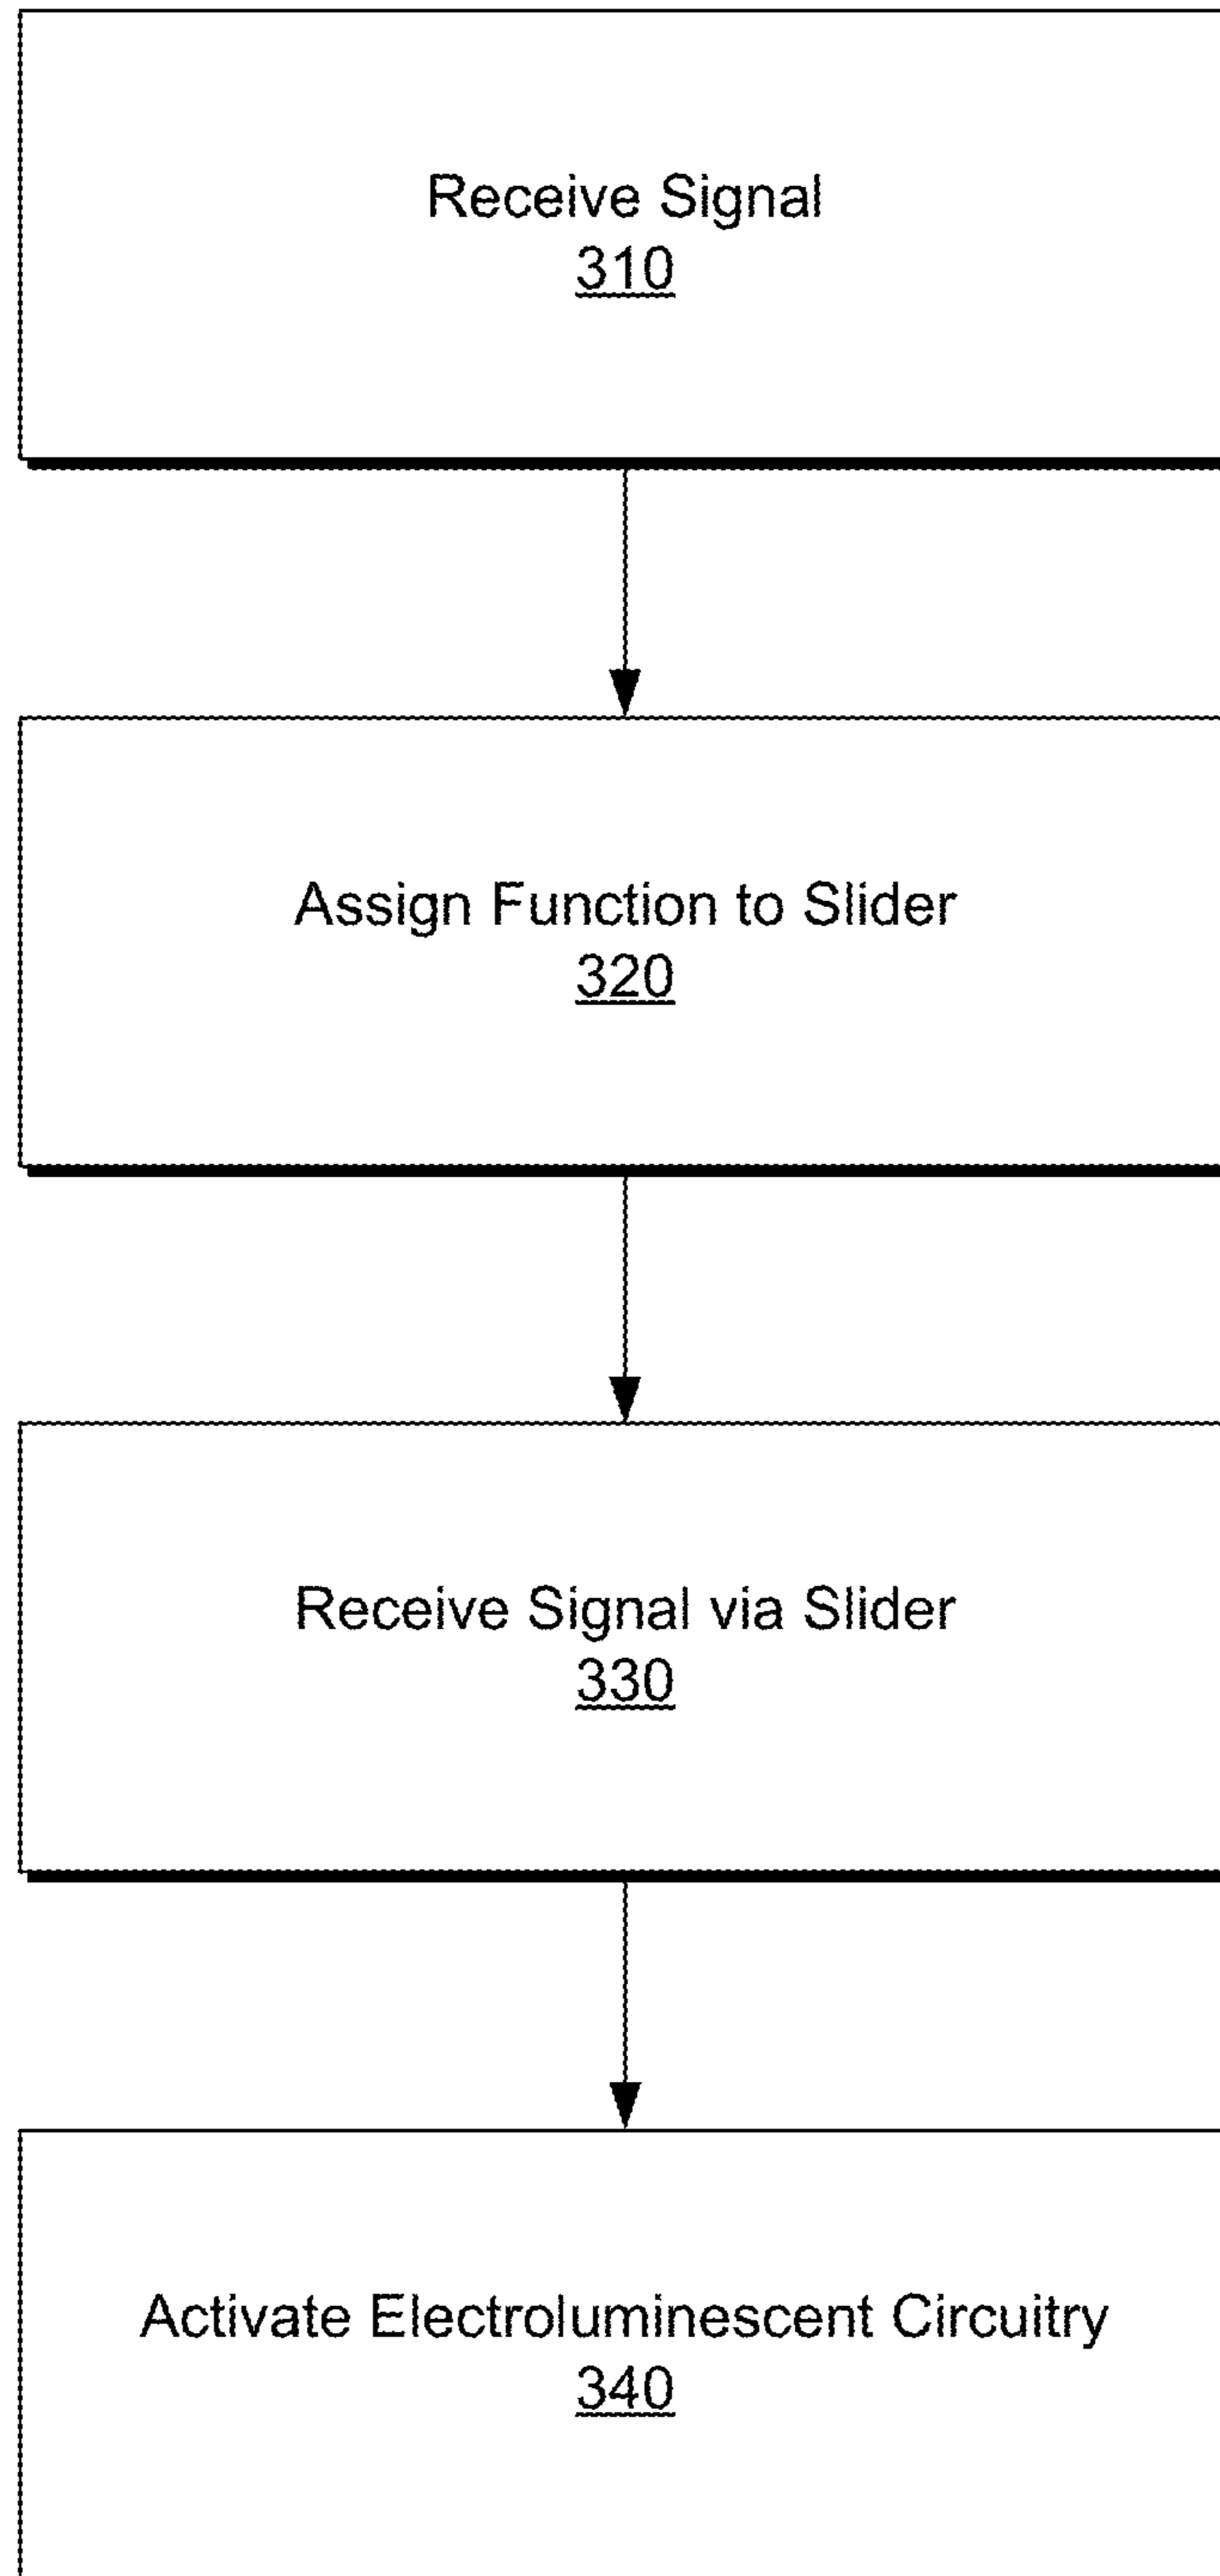 Receive Signal
310
Assign Function to Slider
320
Receive Signal via Slider
330
Activate Electroluminescent Circuitry
340